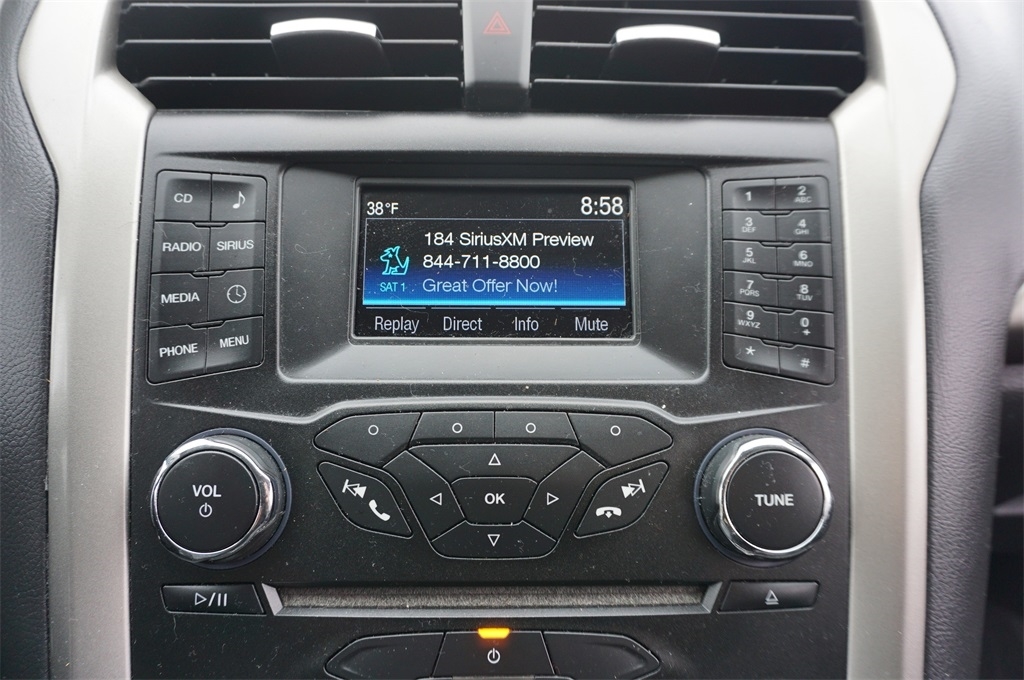 38°F 8:58
184 SiriusXM Preview
844-711-8800
SAT 1 Great Offer Now!
Replay Direct Info Mute
CD
RADIO SIRIUS
MEDIA
PHONE MENU
1 2 ABC
3 DEF 4 GHI
5 JKL 6 MNO
7 PQRS 8 TUV
9 WXYZ 0 +
* #
VOL
OK
TUNE